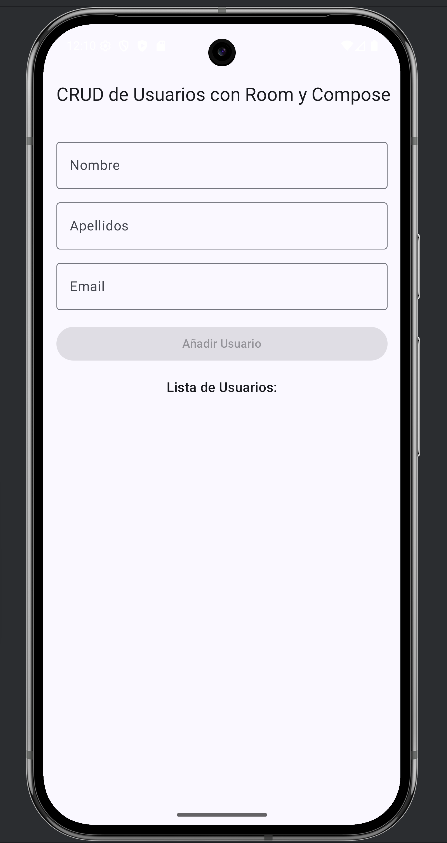 CRUD de Usuarios con Room y Compose
Nombre
Apellidos
Email
Añadir Usuario
Lista de Usuarios: